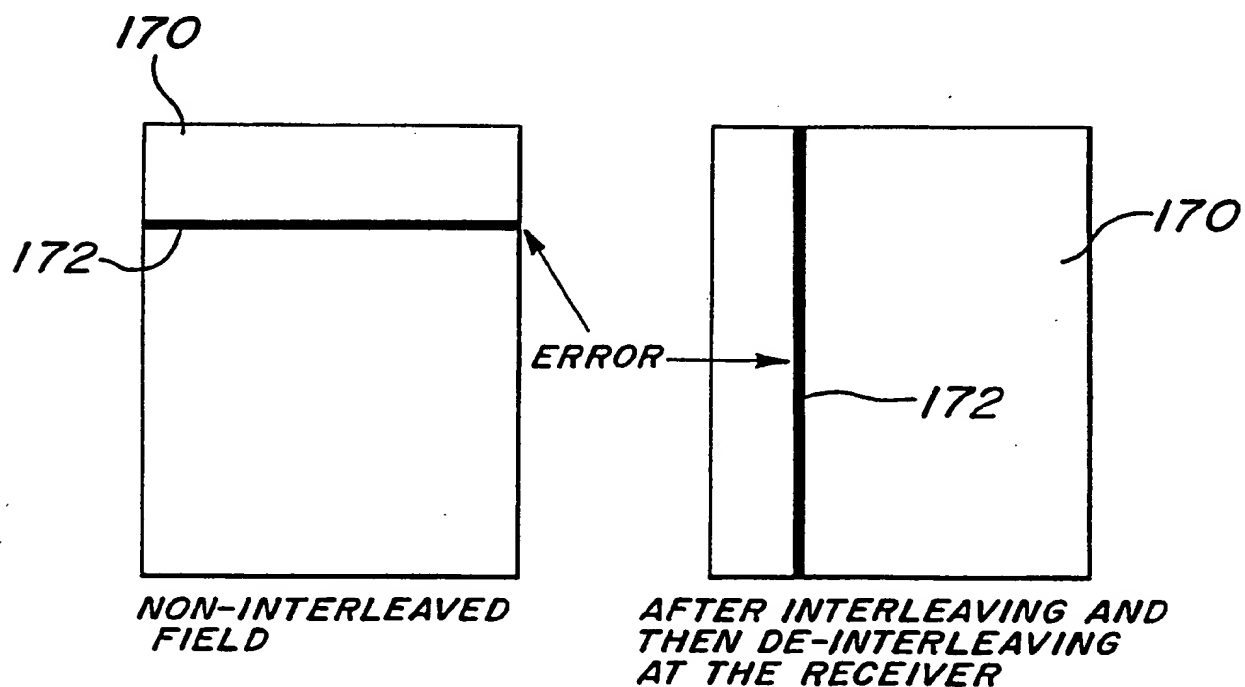 170
172
ERROR
170
172
NON-INTERLEAVED
FIELD
AFTER INTERLEAVING AND
THEN DE-INTERLEAVING
AT THE RECEIVER